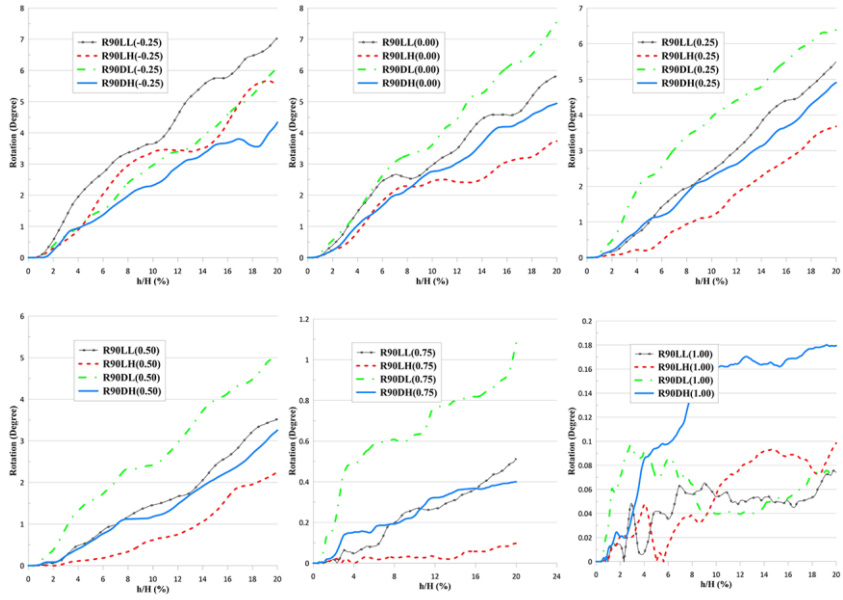 8
7
6
5
4
3
2
1
0
Rotation (Degree)
R90LL(-0.25)
R90LH(-0.25)
R90DL(-0.25)
R90DH(-0.25)
0 2 4 6 8 10 12 14 16 18 20
h/H (%)
8
7
6
5
4
3
2
1
0
Rotation (Degree)
R90LL(0.00)
R90LH(0.00)
R90DL(0.00)
R90DH(0.00)
0 2 4 6 8 10 12 14 16 18 20
h/H (%)
7
6
5
4
3
2
1
0
Rotation (Degree)
R90LL(0.25)
R90LH(0.25)
R90DL(0.25)
R90DH(0.25)
0 2 4 6 8 10 12 14 16 18 20
h/H (%)
6
5
4
3
2
1
0
Rotation (Degree)
R90LL(0.50)
R90LH(0.50)
R90DL(0.50)
R90DH(0.50)
0 2 4 6 8 10 12 14 16 18 20
h/H (%)
1.2
1
0.8
0.6
0.4
0.2
0
Rotation (Degree)
R90LL(0.75)
R90LH(0.75)
R90DL(0.75)
R90DH(0.75)
0 4 8 12 16 20 24
h/H (%)
0.2
0.18
0.16
0.14
0.12
0.1
0.08
0.06
0.04
0.02
0
Rotation (Degree)
R90LL(1.00)
R90LH(1.00)
R90DL(1.00)
R90DH(1.00)
0 2 4 6 8 10 12 14 16 18 20
h/H (%)